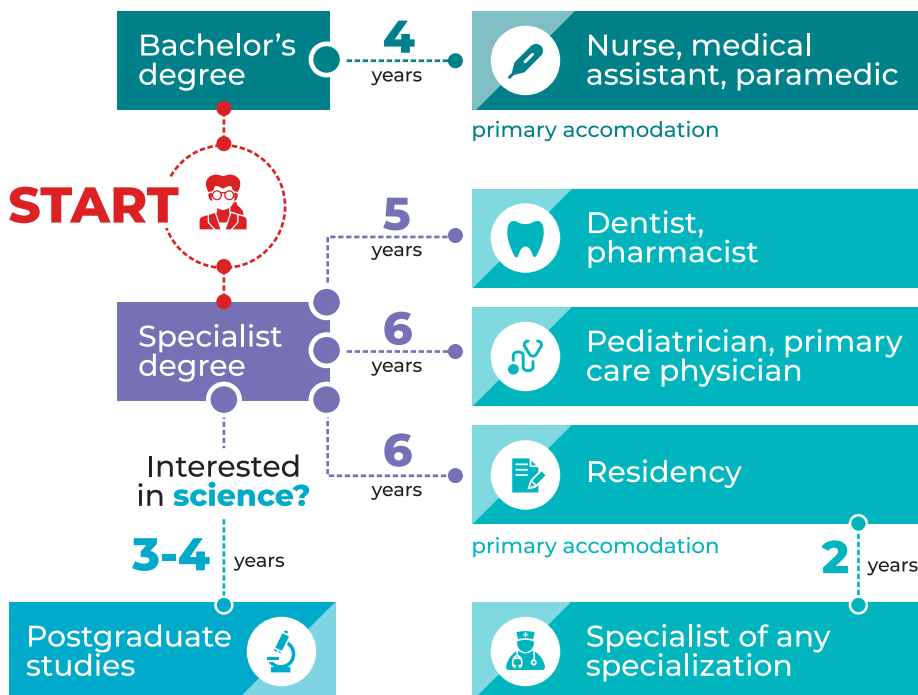 Bachelor's
degree
4
years
Nurse, medical
assistant, paramedic
primary accomodation
START
5
years
Dentist,
pharmacist
Specialist
degree
6
years
Pediatrician, primary
care physician
6
years
Residency
primary accomodation
Interested
in science?
3-4 years
2 years
Postgraduate
studies
Specialist of any
specialization